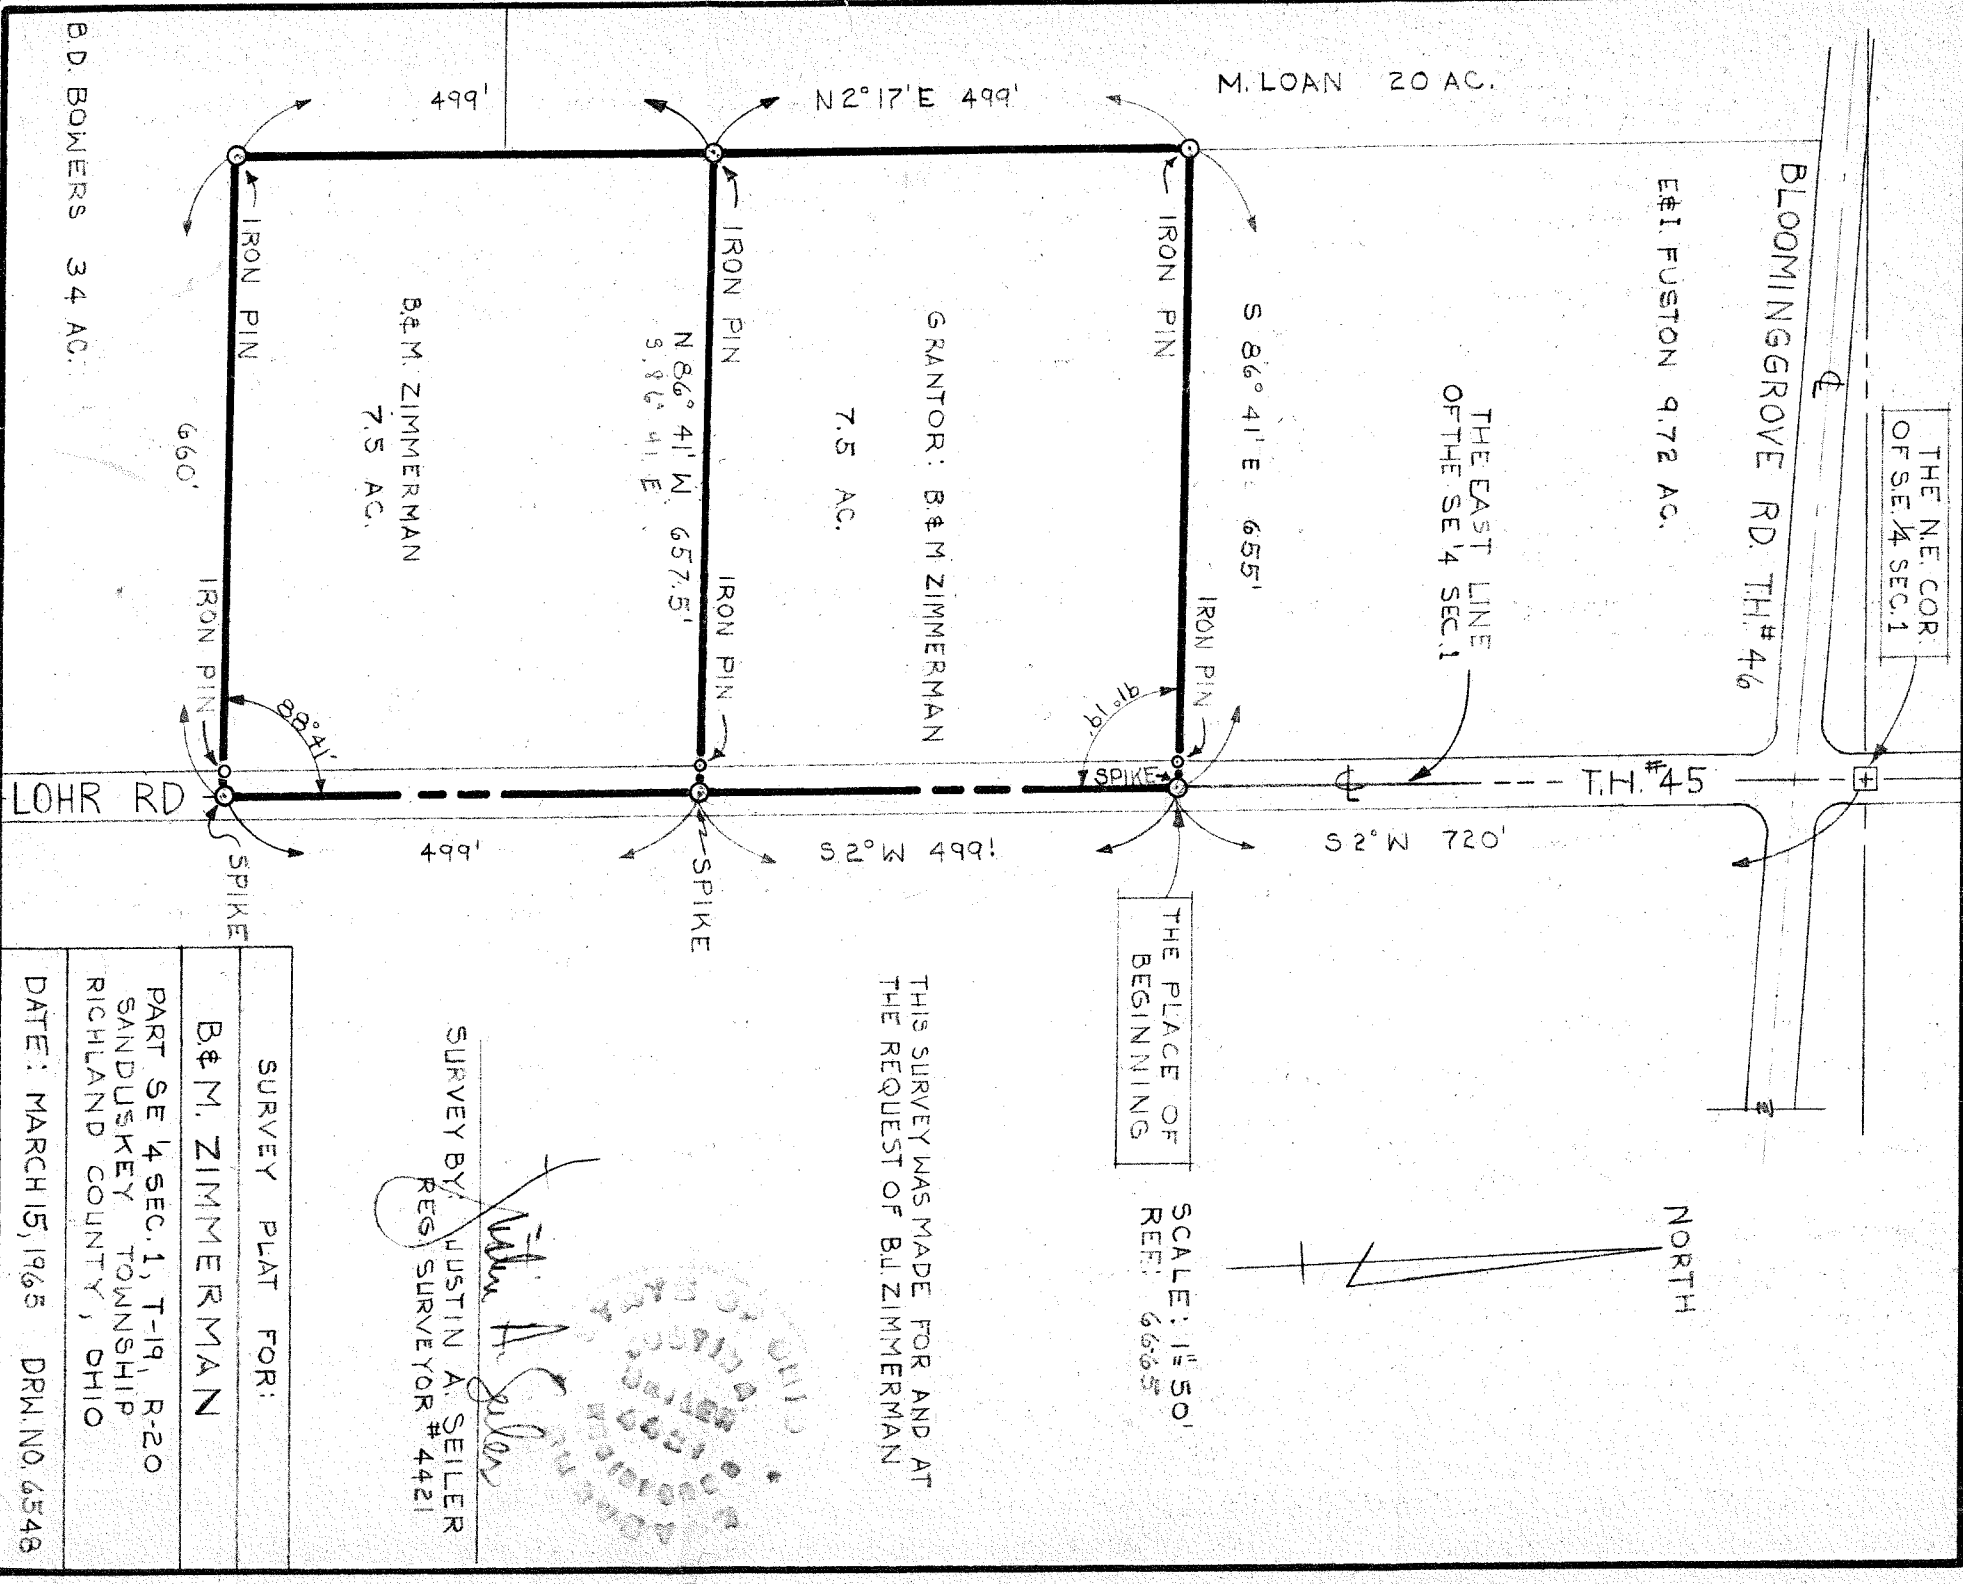 B.D. BOWERS 34 AC.
499'
N 2° 17' E 499'
M. LOAN 20 AC.
IRON PIN
IRON PIN
IRON PIN
B.& M. ZIMMERMAN
7.5 AC.
N 86° 41' W 657.5'
S. 86° 41' E.
GRANTOR: B.& M ZIMMERMAN
7.5 AC.
S 86° 41' E 655'
THE EAST LINE
OF THE SE 1/4 SEC. 1
E.& I. FUSTON 9.72 AC.
BLOOMINGGROVE RD. T.H.# 46
THE N.E. COR.
OF S.E. 1/4 SEC. 1
660'
IRON PIN
88° 41'
IRON PIN
91° 19'
IRON PIN
SPIKE
LOHR RD
T.H. # 45
SPIKE
499'
SPIKE
S 2° W 499'
S 2° W 720'
THE PLACE OF
BEGINNING
THIS SURVEY WAS MADE FOR AND AT
THE REQUEST OF B.J. ZIMMERMAN
SCALE: 1"= 50'
REF: 6665
NORTH
SURVEY BY: JUSTIN A. SEILER
REG. SURVEYOR # 4421
SURVEY PLAT FOR:
B.& M. ZIMMERMAN
PART SE 1/4 SEC. 1, T-19, R-20
SANDUSKEY TOWNSHIP
RICHLAND COUNTY, OHIO
DATE: MARCH 15, 1965 DRW. NO. 6548